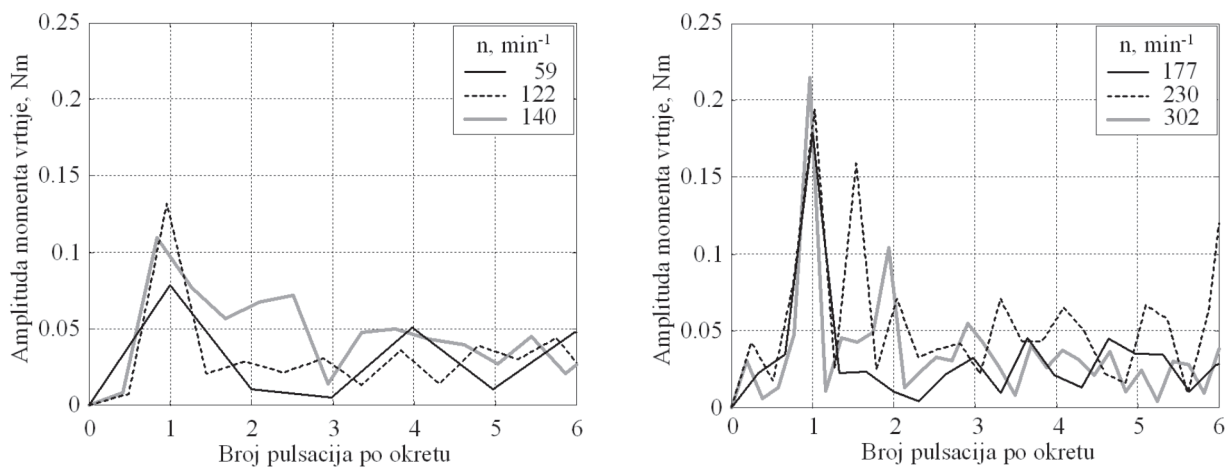 Amplituda momenta vrtnje, Nm
0.25
0.2
0.15
0.1
0.05
0
n, min⁻¹
59
122
140
0 1 2 3 4 5 6
Broj pulsacija po okretu
Amplituda momenta vrtnje, Nm
0.25
0.2
0.15
0.1
0.05
0
n, min⁻¹
177
230
302
0 1 2 3 4 5 6
Broj pulsacija po okretu